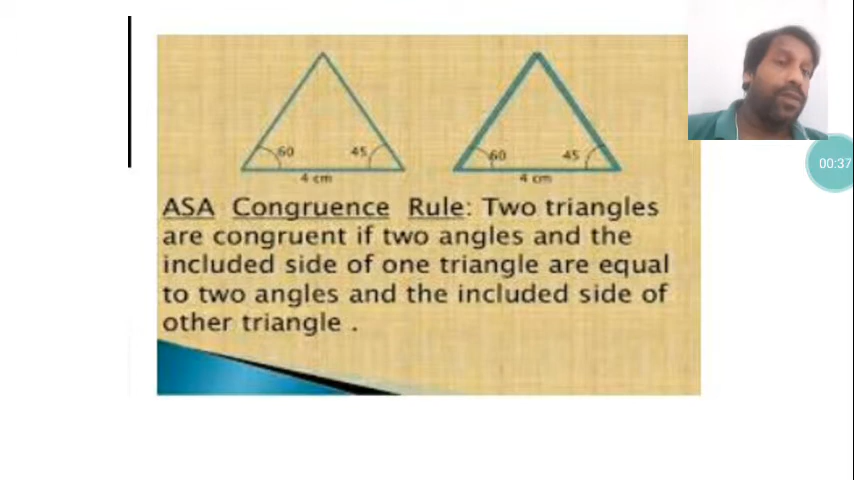 60 45 60 45
4 cm 4 cm
ASA Congruence Rule: Two triangles
are congruent if two angles and the
included side of one triangle are equal
to two angles and the included side of
other triangle .
00:37